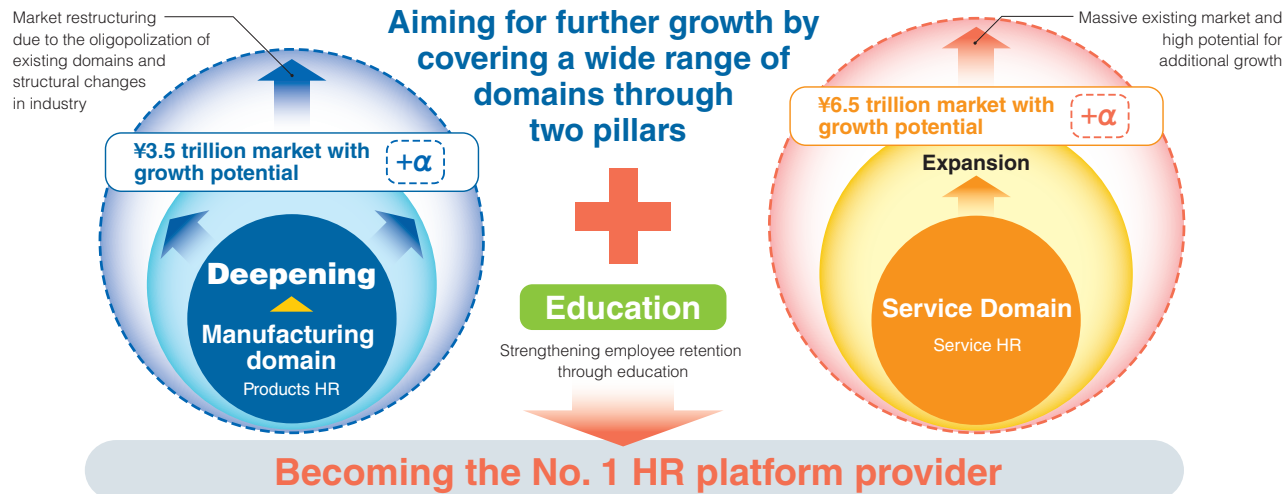 Market restructuring
due to the oligopolization of
existing domains and
structural changes
in industry
Aiming for further growth by
covering a wide range of
domains through
two pillars
Massive existing market and
high potential for
additional growth
¥3.5 trillion market with
growth potential
+α
¥6.5 trillion market with
growth potential
+α
Expansion
Deepening
Manufacturing
domain
Products HR
+
Education
Strengthening employee retention
through education
Service Domain
Service HR
Becoming the No. 1 HR platform provider